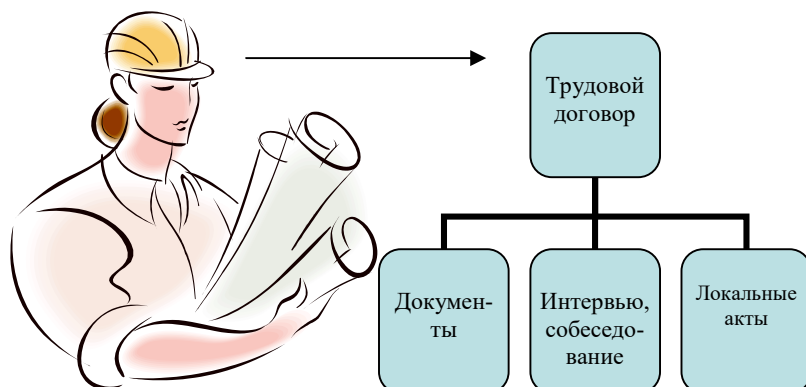 Трудовой
договор
Докумен-
ты
Интервью,
собеседо-
вание
Локальные
акты